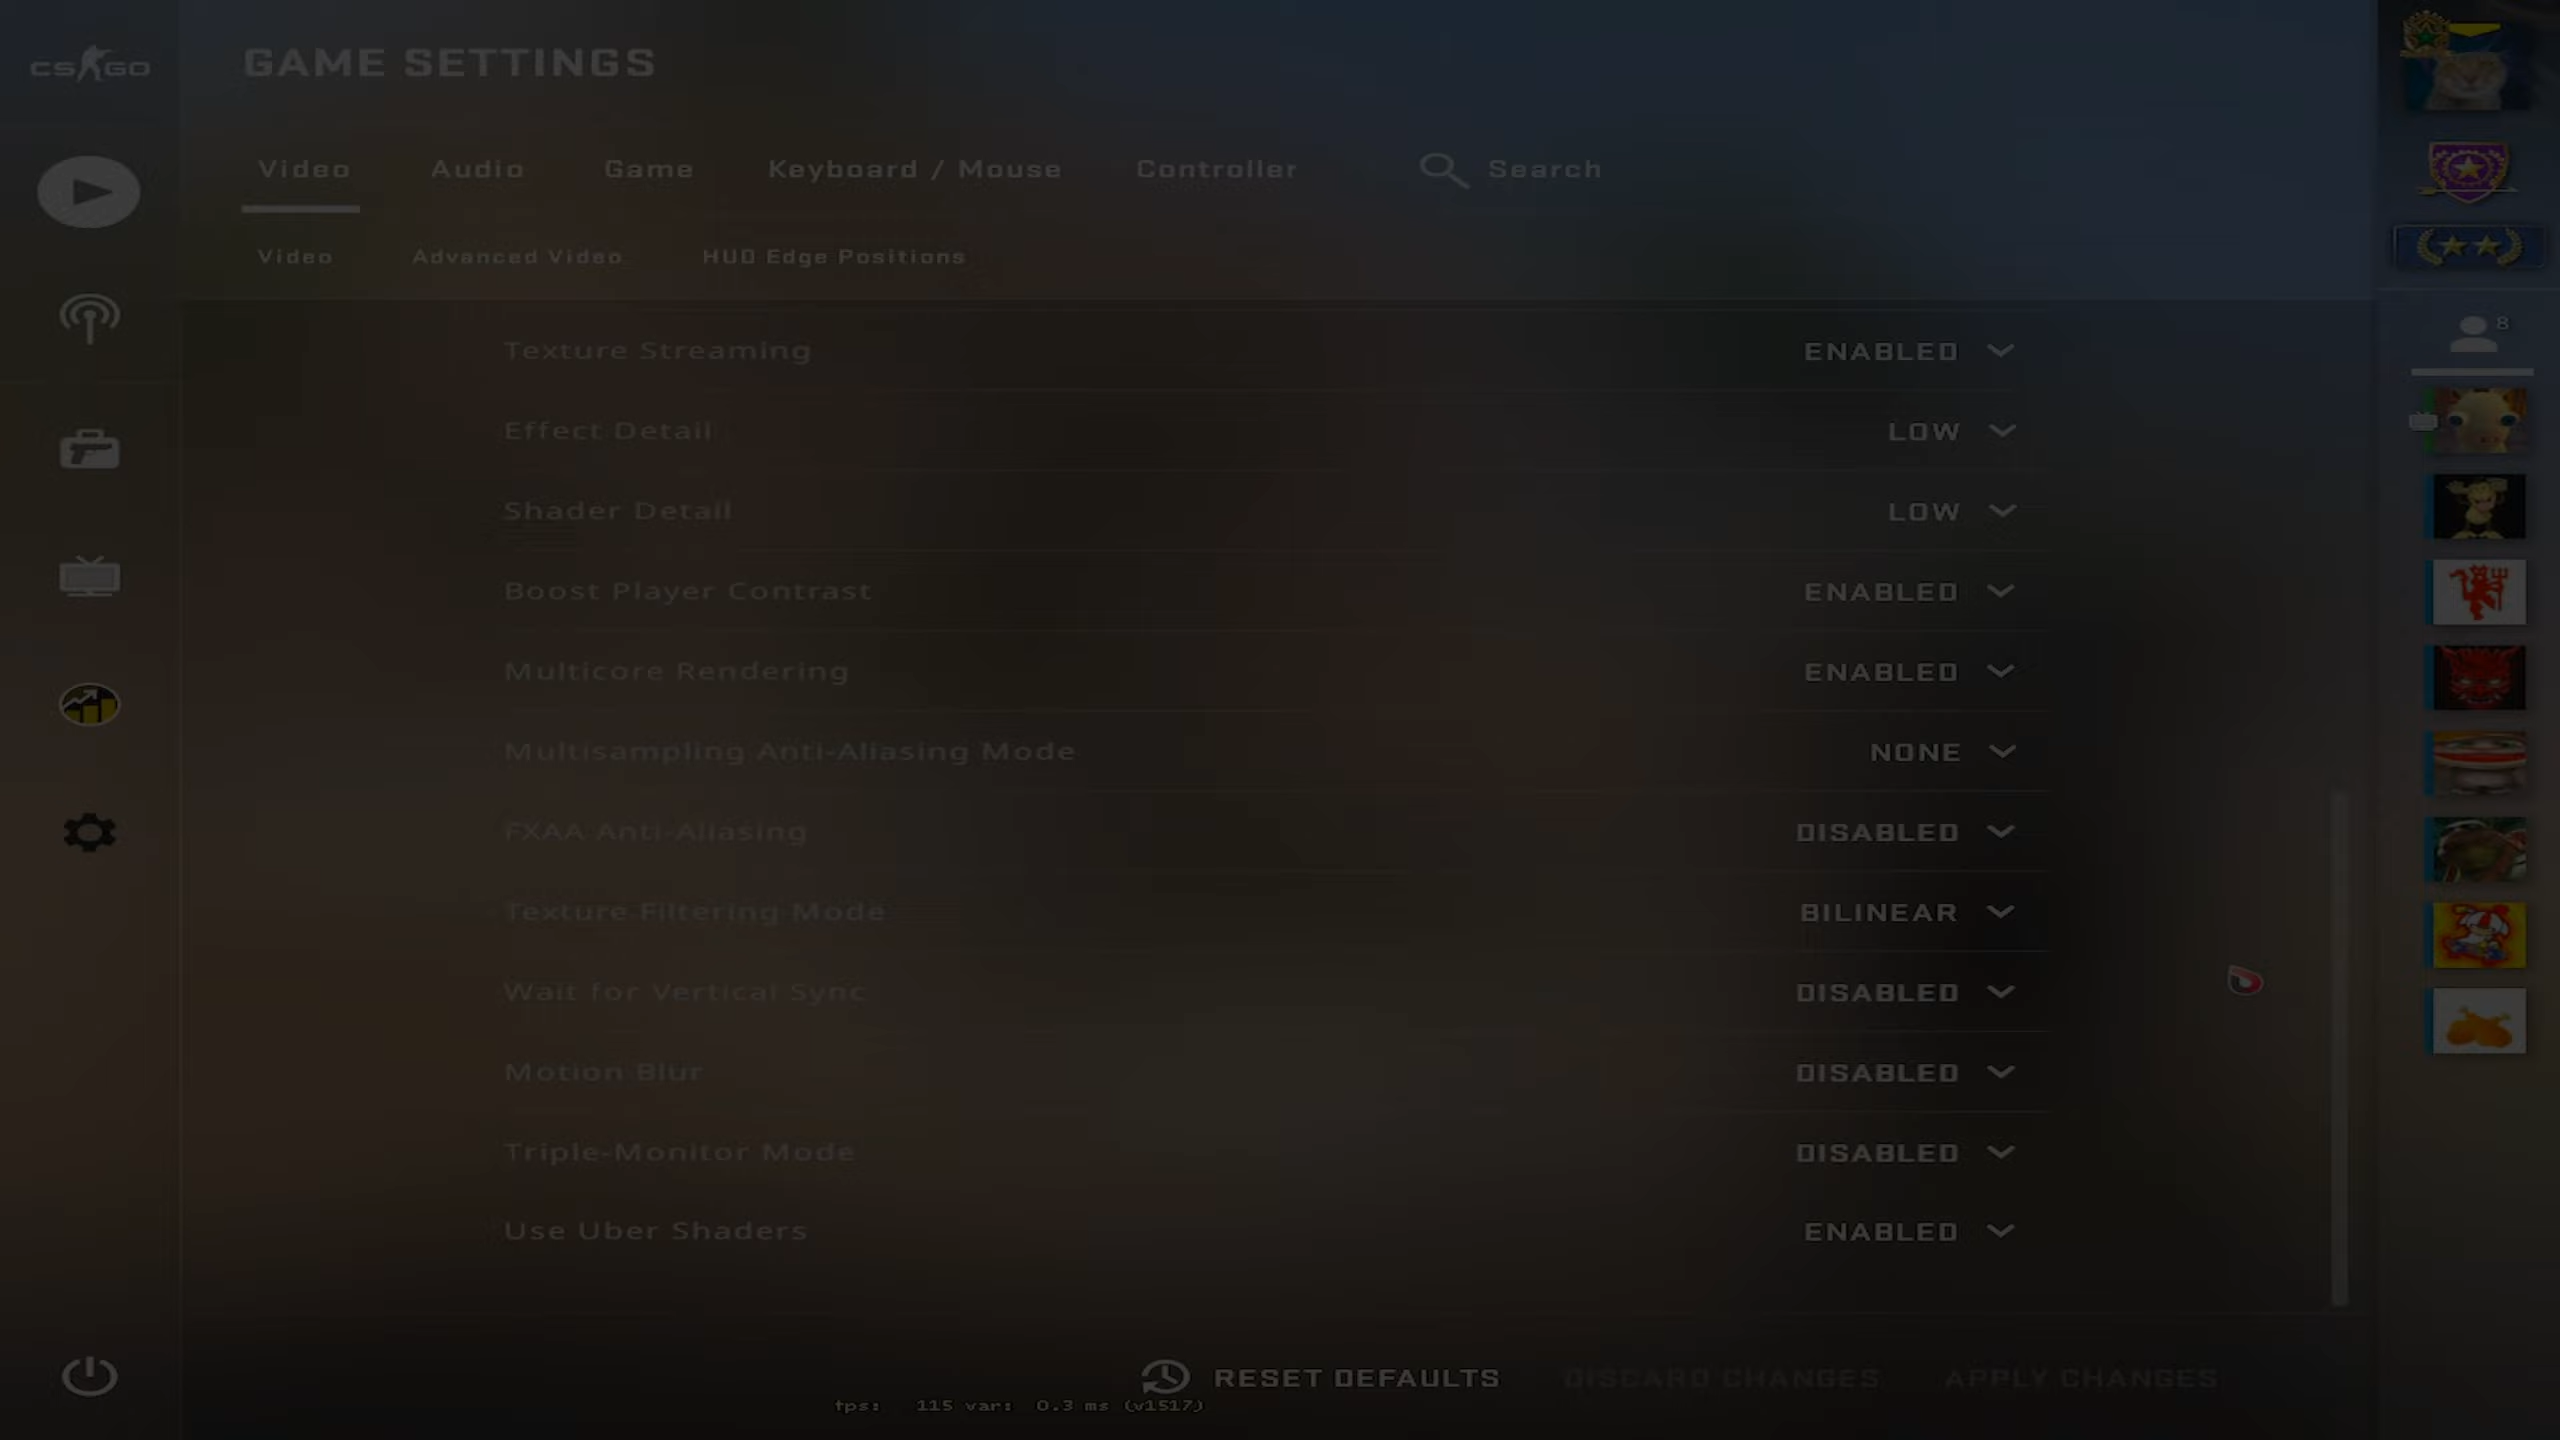 CS GO
GAME SETTINGS
Video Audio Game Keyboard / Mouse Controller Search
Video Advanced Video HUD Edge Positions
8
Texture Streaming ENABLED
Effect Detail LOW
Shader Detail LOW
Boost Player Contrast ENABLED
Multicore Rendering ENABLED
Multisampling Anti-Aliasing Mode NONE
FXAA Anti-Aliasing DISABLED
Texture Filtering Mode BILINEAR
Wait for Vertical Sync DISABLED
Motion Blur DISABLED
Triple-Monitor Mode DISABLED
Use Uber Shaders ENABLED
RESET DEFAULTS DISCARD CHANGES APPLY CHANGES
fps: 115 var: 0.3 ms (v1517)